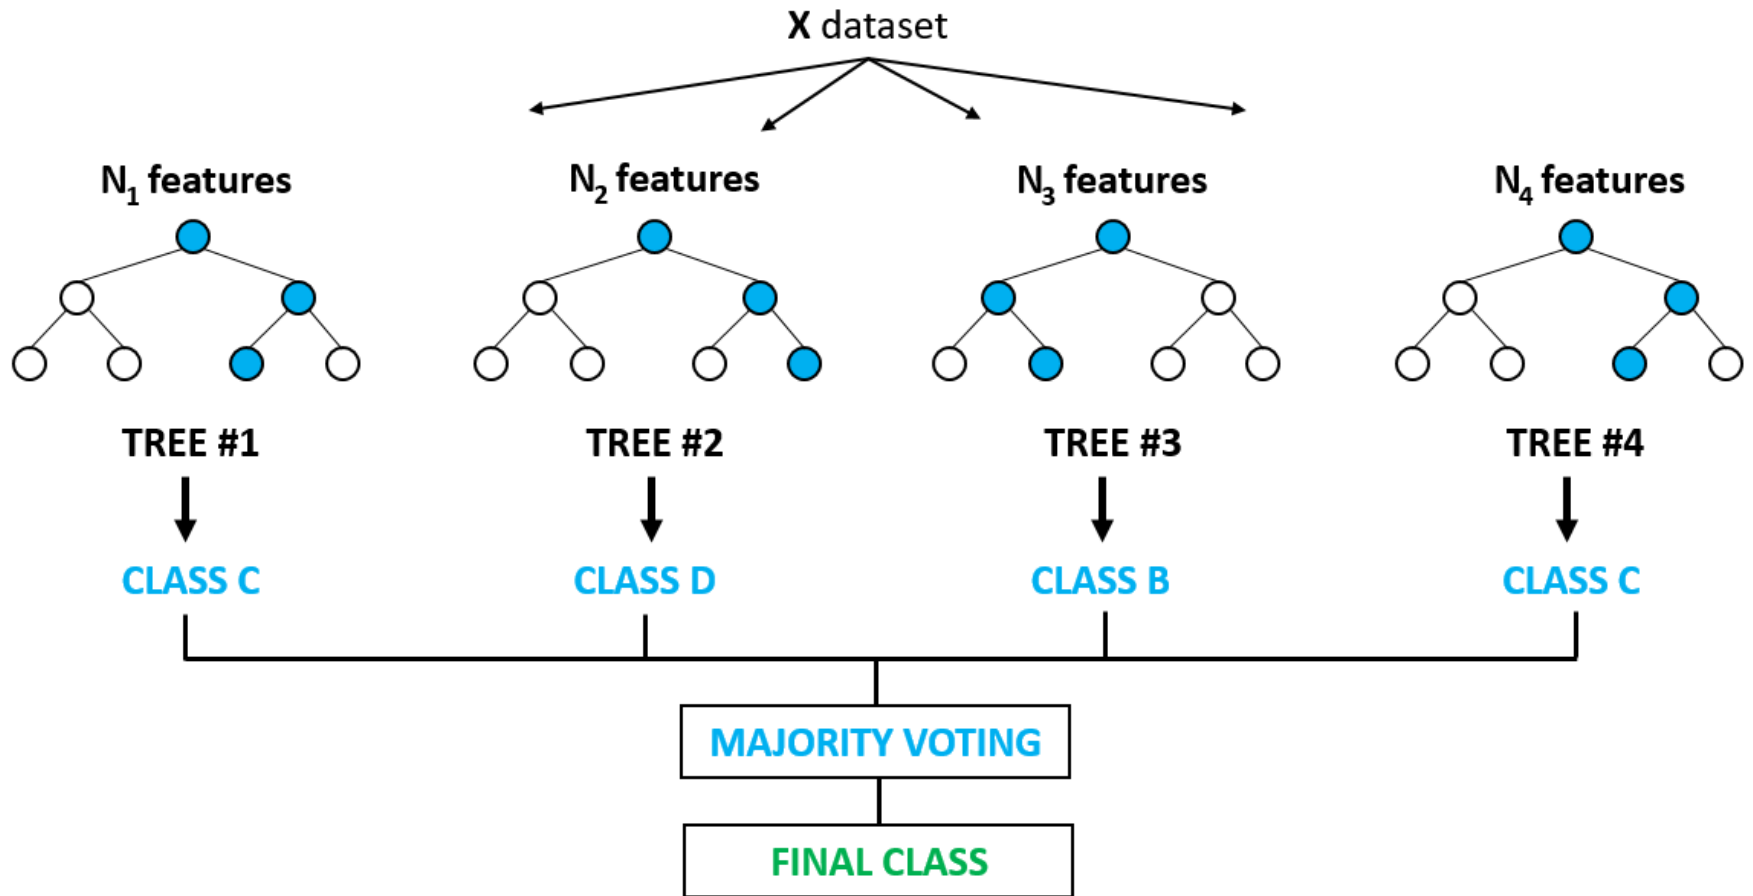 X dataset
N₁ features
N₂ features
N₃ features
N₄ features
TREE #1
TREE #2
TREE #3
TREE #4
CLASS C
CLASS D
CLASS B
CLASS C
MAJORITY VOTING
FINAL CLASS